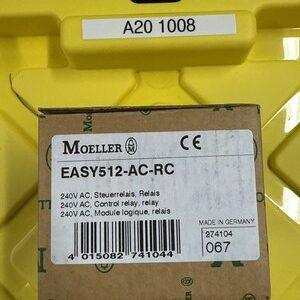 A20 1008
MOELLER
CE
EASY512-AC-RC
240V AC, Steuerrelais, Relais
240V AC, Control relay, relay
240V AC, Module logique, relais
MADE IN GERMANY
274104
067
4 015082 741044